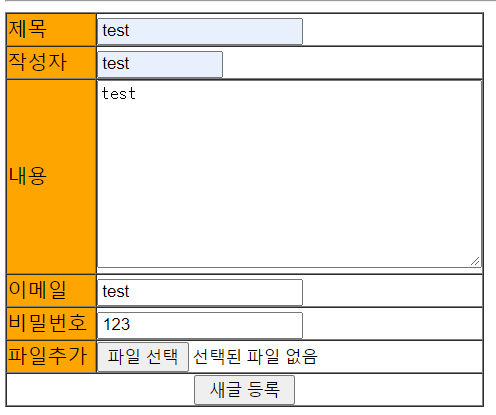 제목 test
작성자 test
내용 test
이메일 test
비밀번호 123
파일추가 파일 선택 선택된 파일 없음
새글 등록